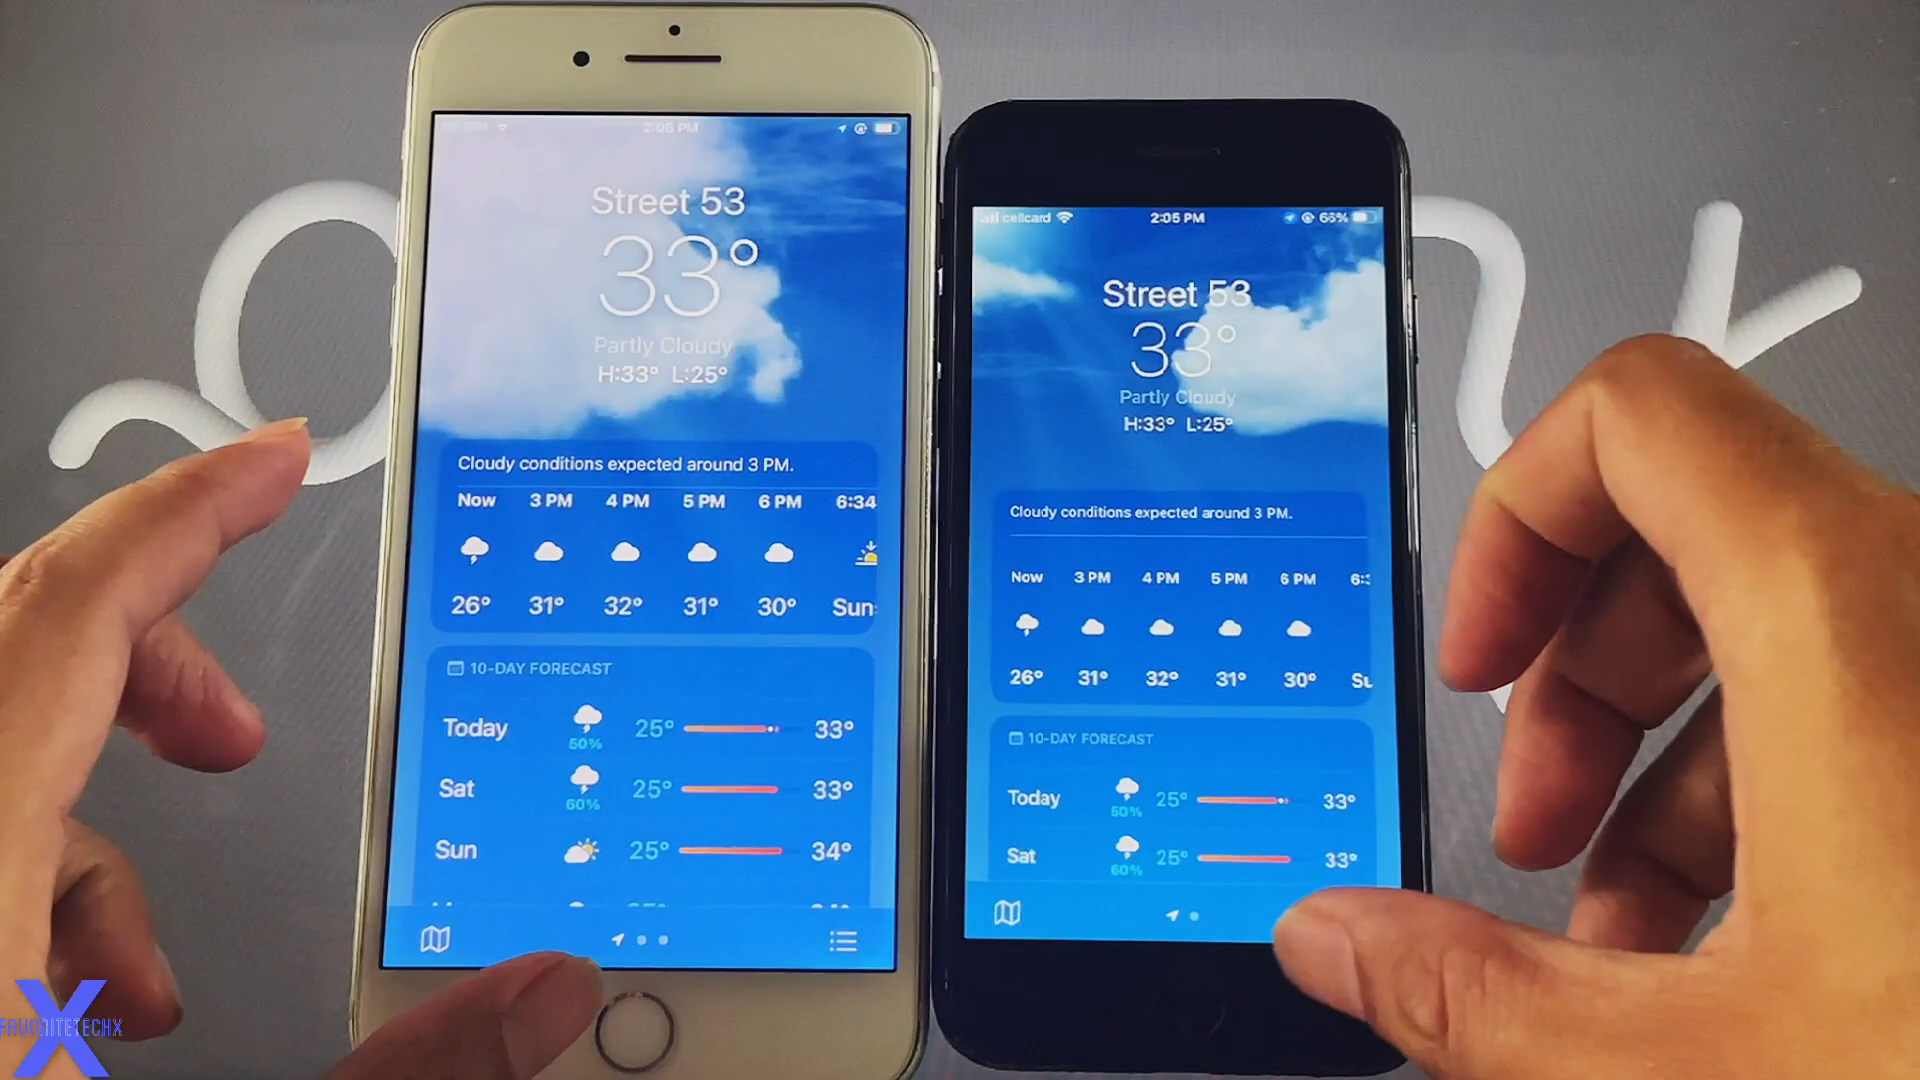 2:05 PM
Street 53
33°
Partly Cloudy
H:33° L:25°
Cloudy conditions expected around 3 PM.
Now 3 PM 4 PM 5 PM 6 PM 6:34
26° 31° 32° 31° 30° Sun
10-DAY FORECAST
Today 50% 25° 33°
Sat 60% 25° 33°
Sun 25° 34°
cellcard 2:05 PM 66%
Street 53
33°
Partly Cloudy
H:33° L:25°
Cloudy conditions expected around 3 PM.
Now 3 PM 4 PM 5 PM 6 PM 6:3
26° 31° 32° 31° 30° Su
10-DAY FORECAST
Today 50% 25° 33°
Sat 60% 25° 33°
X
FAVORITETECHX